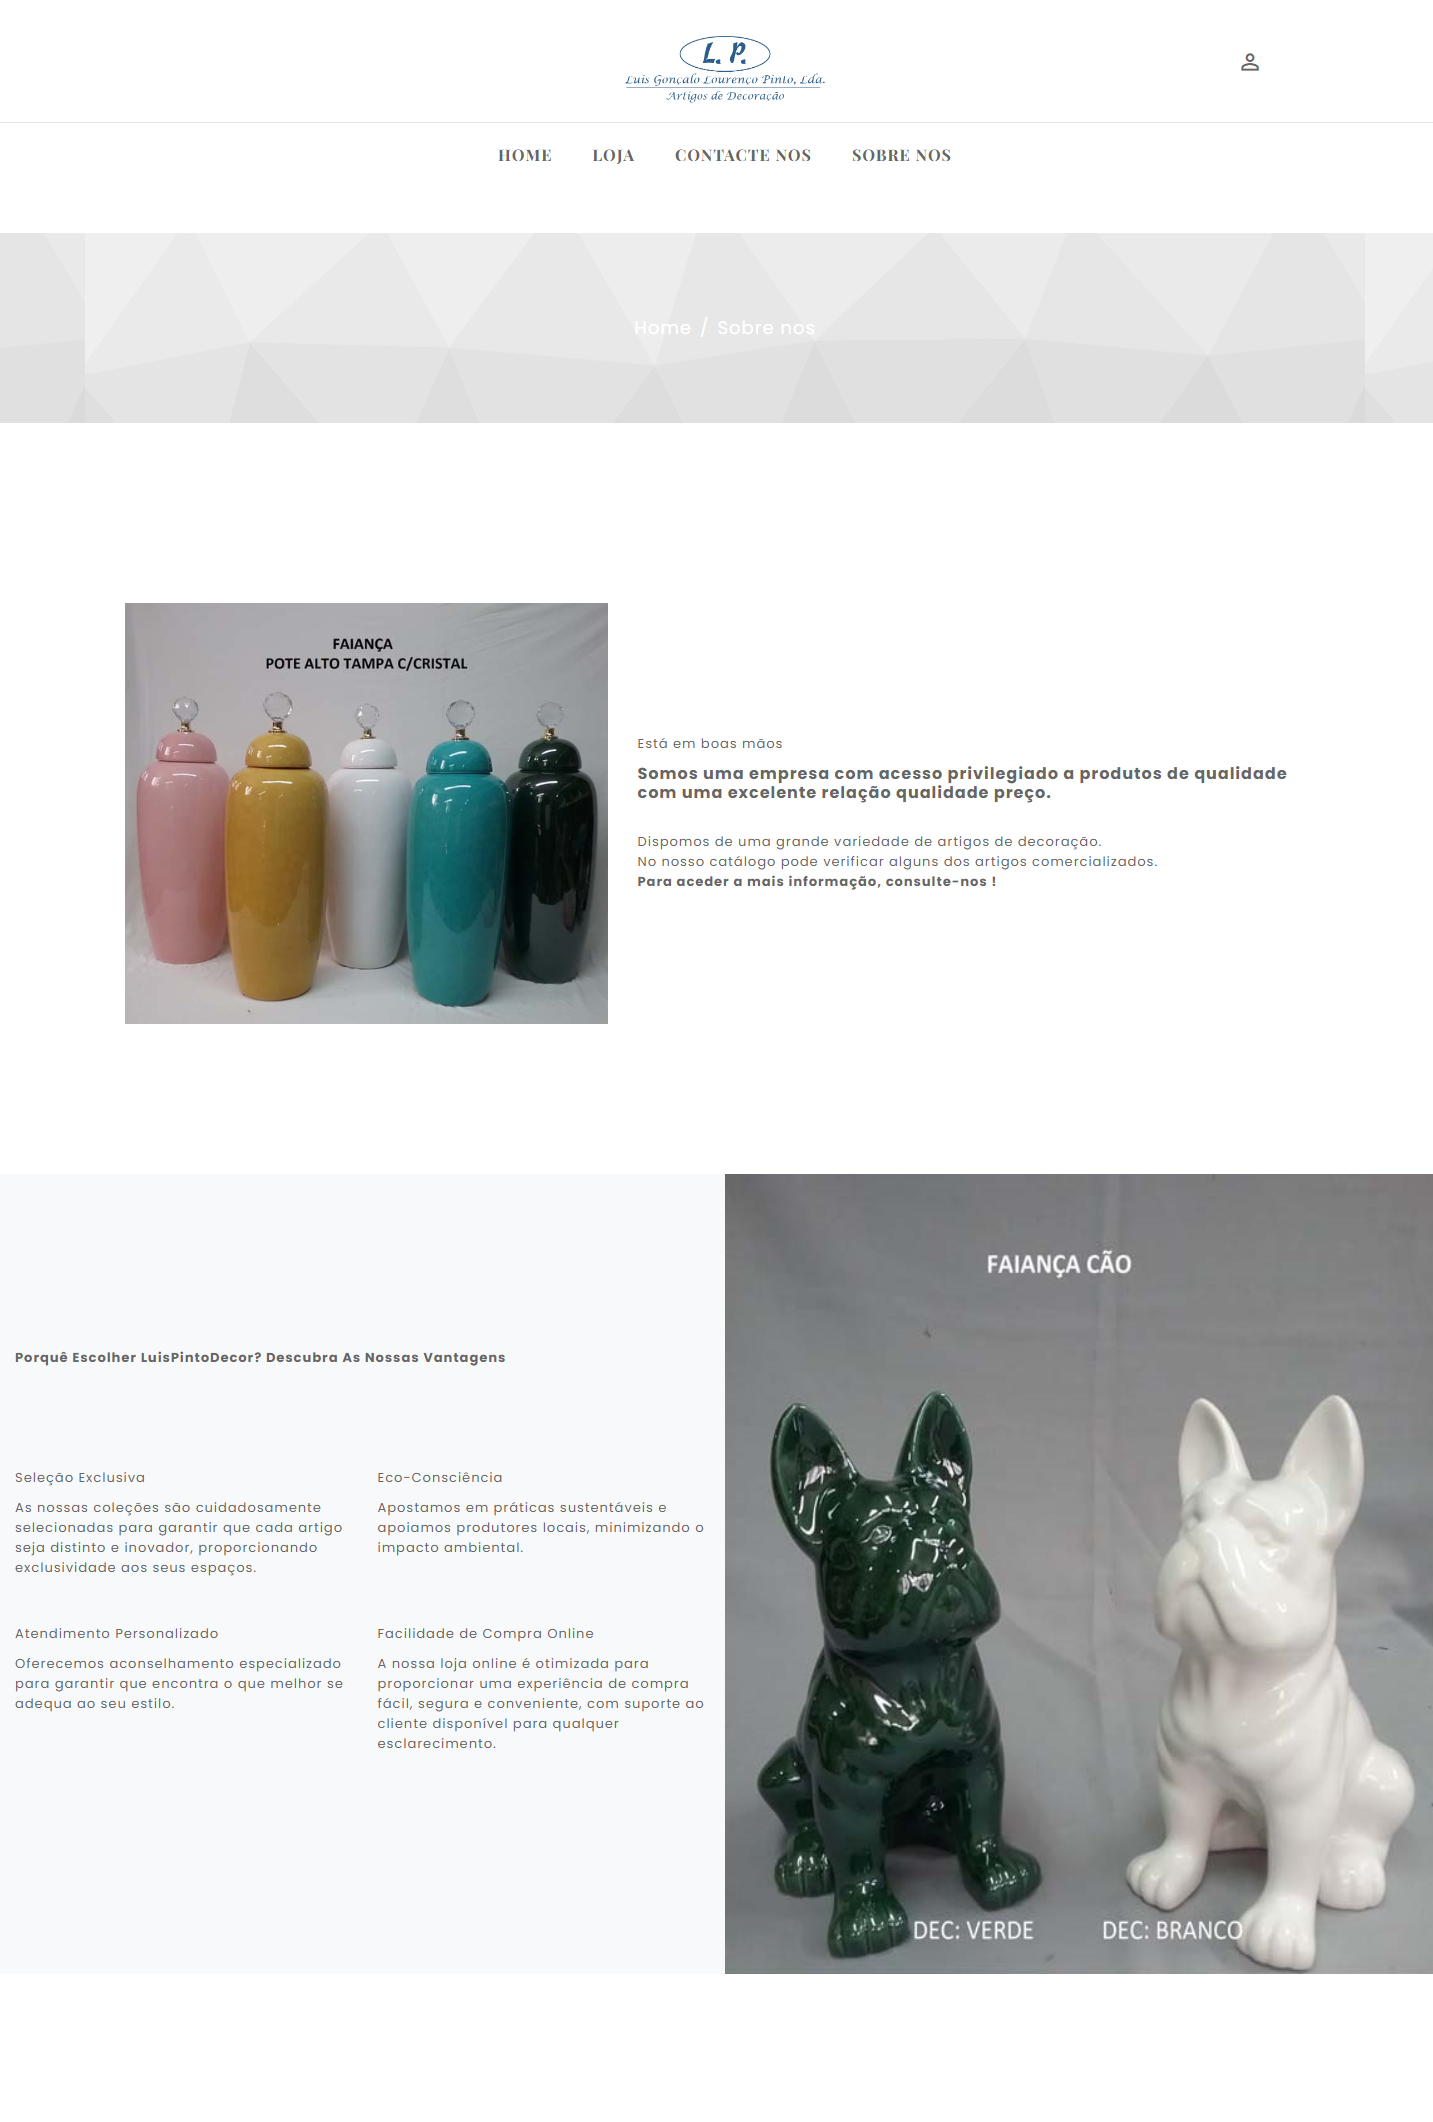 L. P.
Luis Gonçalo Lourenço Pinto, Lda.
Artigos de Decoração
HOME LOJA CONTACTE NOS SOBRE NOS
Home / Sobre nos
FAIANÇA
POTE ALTO TAMPA C/CRISTAL
Está em boas mãos
Somos uma empresa com acesso privilegiado a produtos de qualidade
com uma excelente relação qualidade preço.
Dispomos de uma grande variedade de artigos de decoração.
No nosso catálogo pode verificar alguns dos artigos comercializados.
Para aceder a mais informação, consulte-nos !
FAIANÇA CÃO
Porquê Escolher LuisPintoDecor? Descubra As Nossas Vantagens
Seleção Exclusiva
As nossas coleções são cuidadosamente
selecionadas para garantir que cada artigo
seja distinto e inovador, proporcionando
exclusividade aos seus espaços.
Eco-Consciência
Apostamos em práticas sustentáveis e
apoiamos produtores locais, minimizando o
impacto ambiental.
Atendimento Personalizado
Oferecemos aconselhamento especializado
para garantir que encontra o que melhor se
adequa ao seu estilo.
Facilidade de Compra Online
A nossa loja online é otimizada para
proporcionar uma experiência de compra
fácil, segura e conveniente, com suporte ao
cliente disponível para qualquer
esclarecimento.
DEC: VERDE DEC: BRANCO